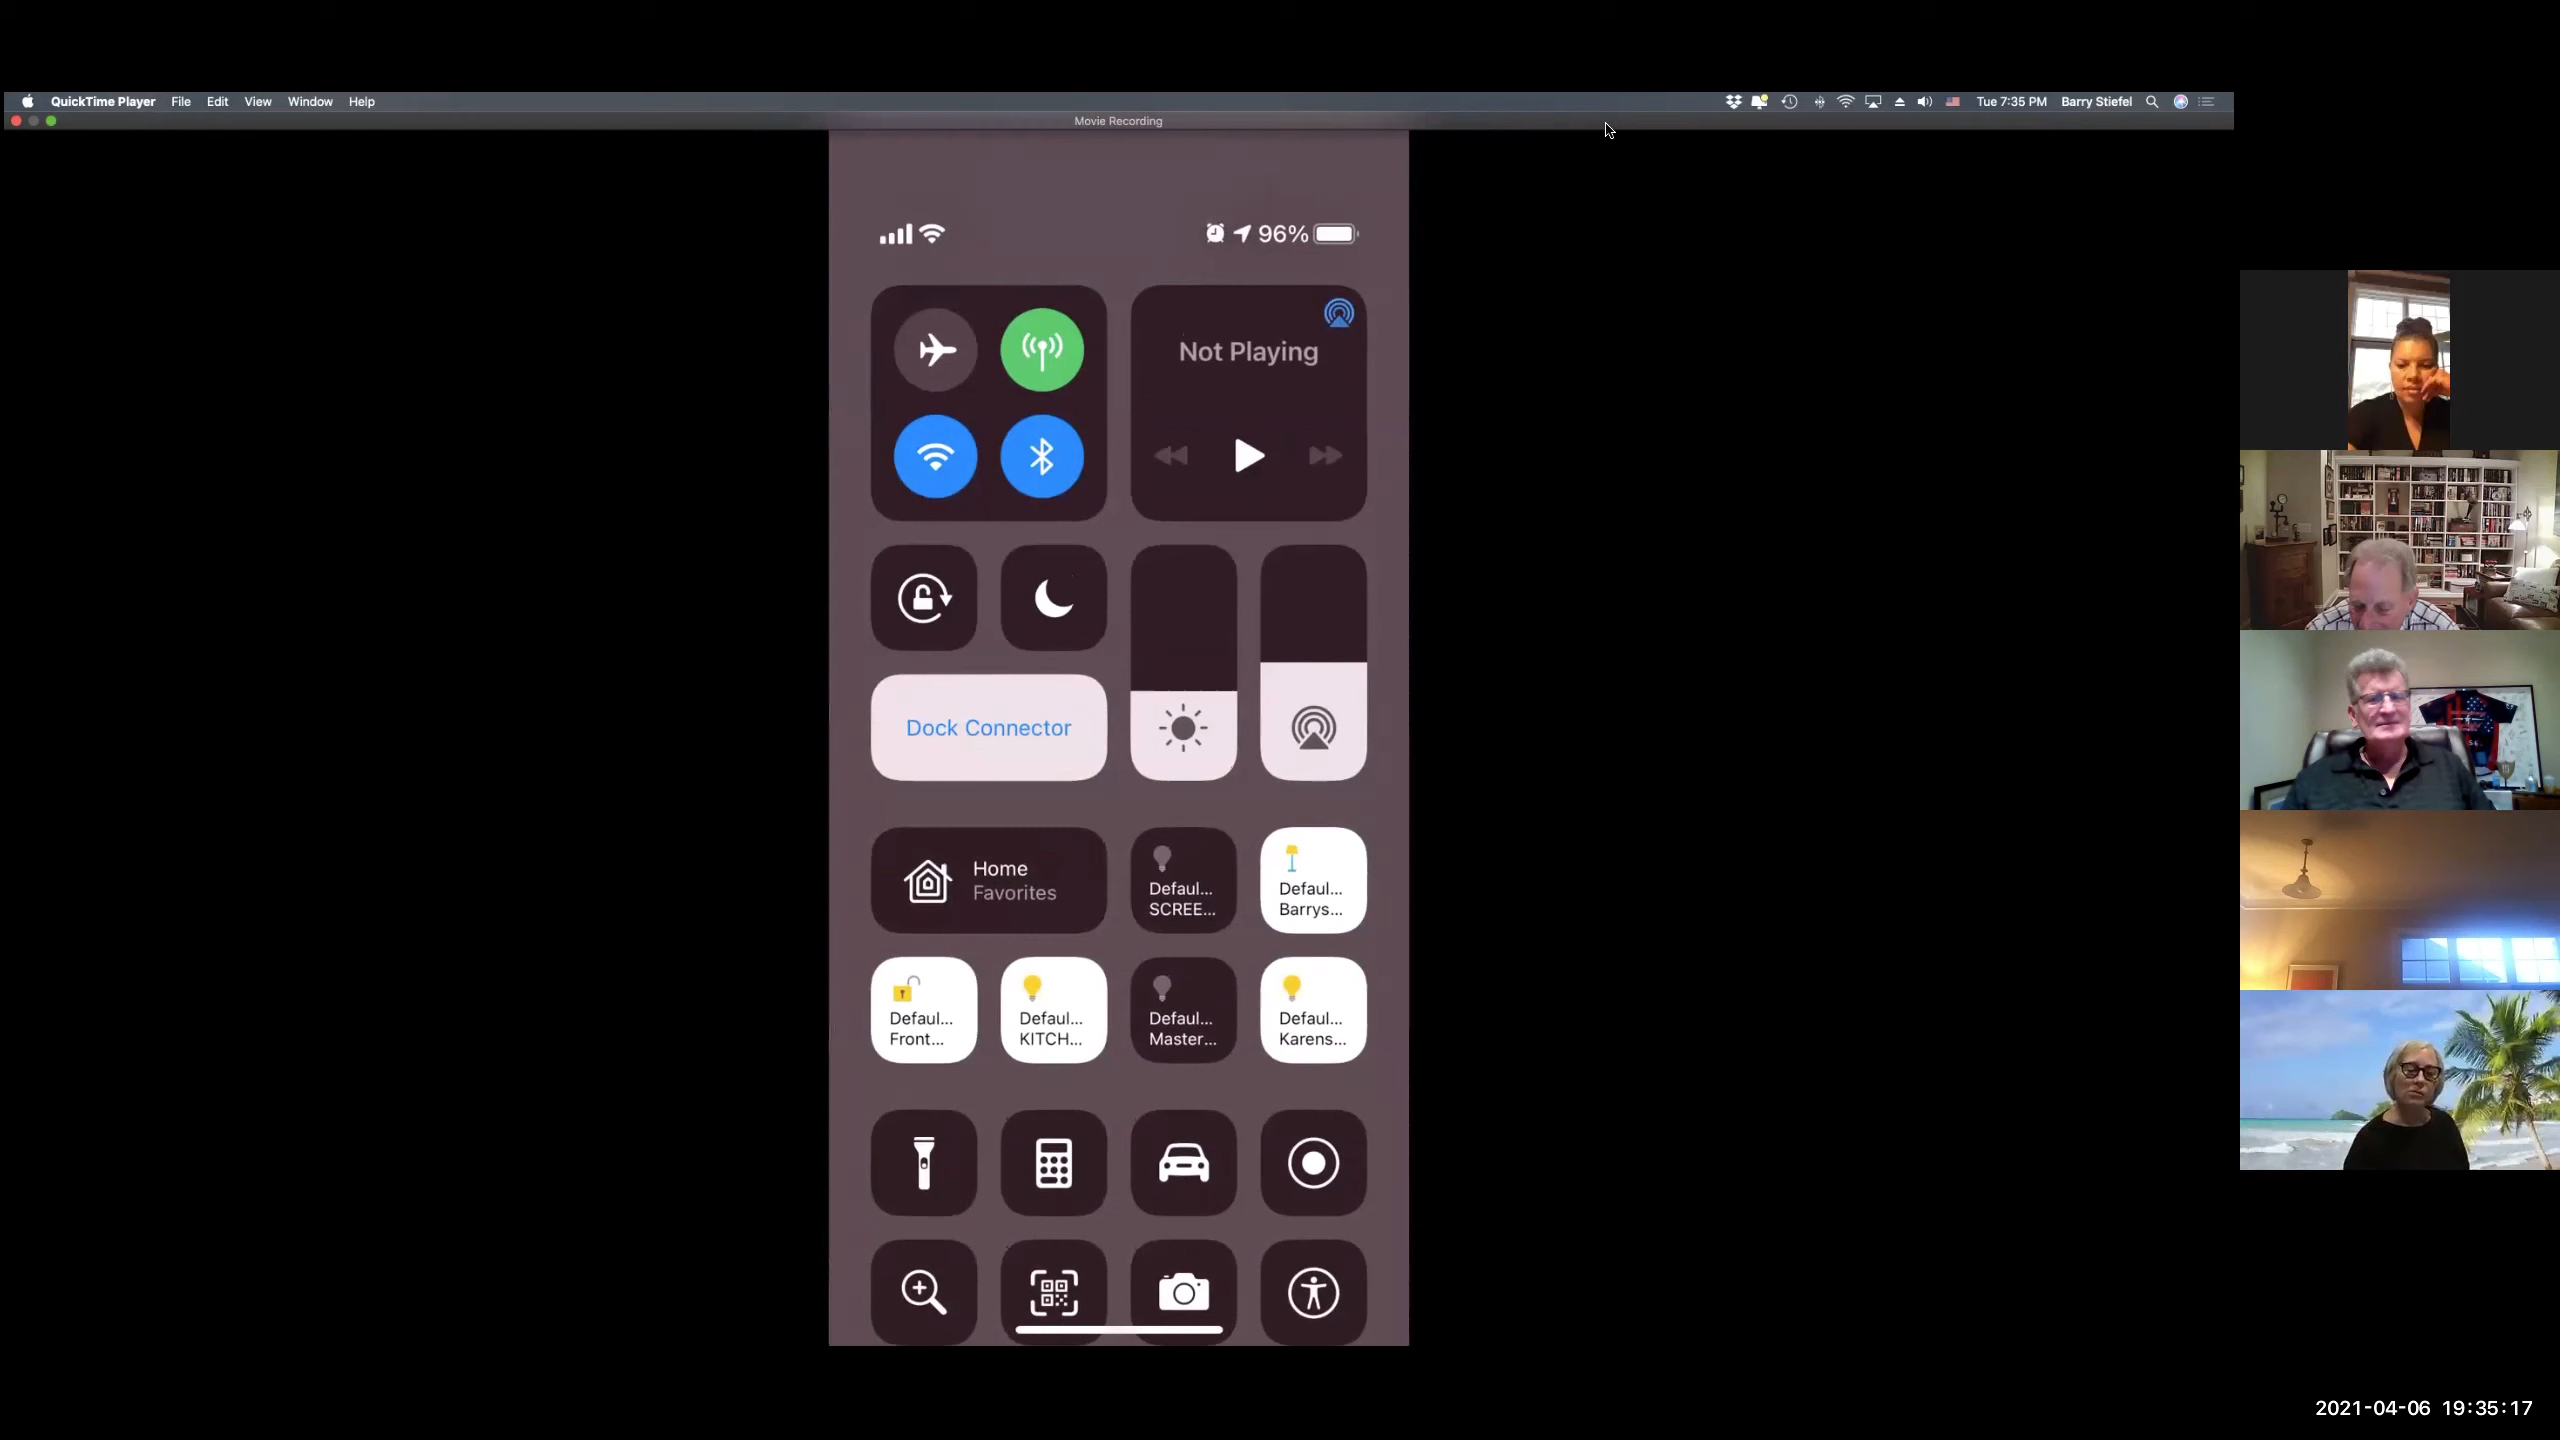 QuickTime Player File Edit View Window Help
Tue 7:35 PM Barry Stiefel
Movie Recording
96%
Not Playing
Dock Connector
Home
Favorites
Defaul...
SCREE...
Defaul...
Barrys...
Defaul...
Front...
Defaul...
KITCH...
Defaul...
Master...
Defaul...
Karens...
2021-04-06 19:35:17